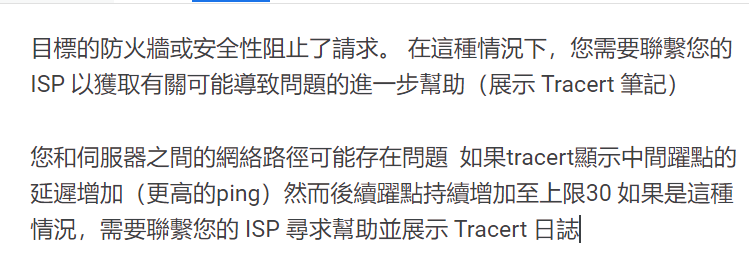 目標的防火牆或安全性阻止了請求。 在這種情況下，您需要聯繫您的
ISP 以獲取有關可能導致問題的進一步幫助（展示 Tracert 筆記）
您和伺服器之間的網絡路徑可能存在問題  如果tracert顯示中間躍點的
延遲增加（更高的ping）然而後續躍點持續增加至上限30 如果是這種
情況，需要聯繫您的 ISP 尋求幫助並展示 Tracert 日誌